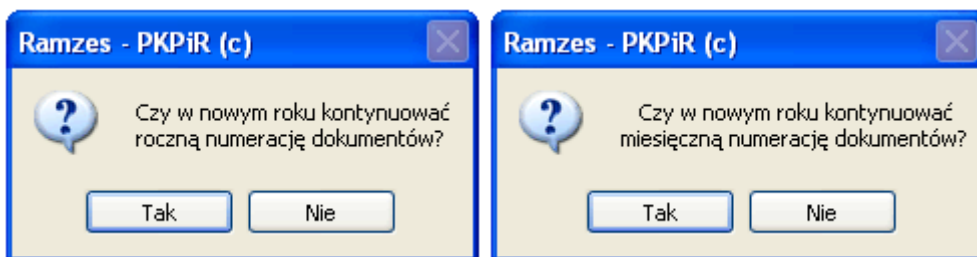 Ramzes - PKPiR (c)
Czy w nowym roku kontynuować
roczną numerację dokumentów?
Tak
Nie
Ramzes - PKPiR (c)
Czy w nowym roku kontynuować
miesięczną numerację dokumentów?
Tak
Nie